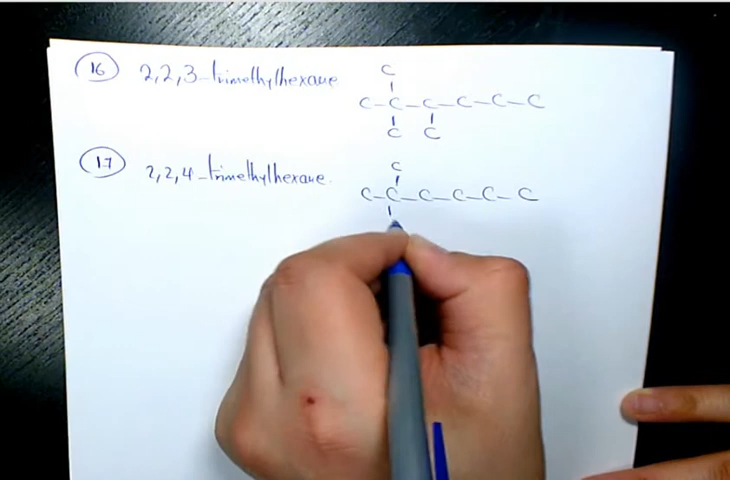 16 2,2,3-trimethylhexane
C
C-C-C-C-C-C
C C
17 2,2,4-trimethylhexane.
C
C-C-C-C-C-C